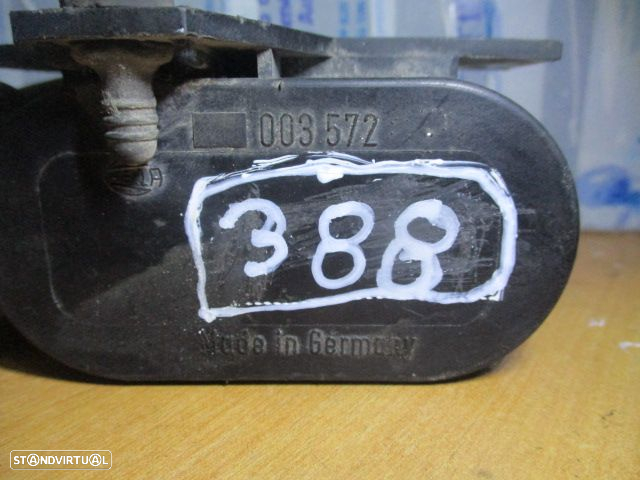 003 572
388
Made in Germany
STANDVIRTUAL